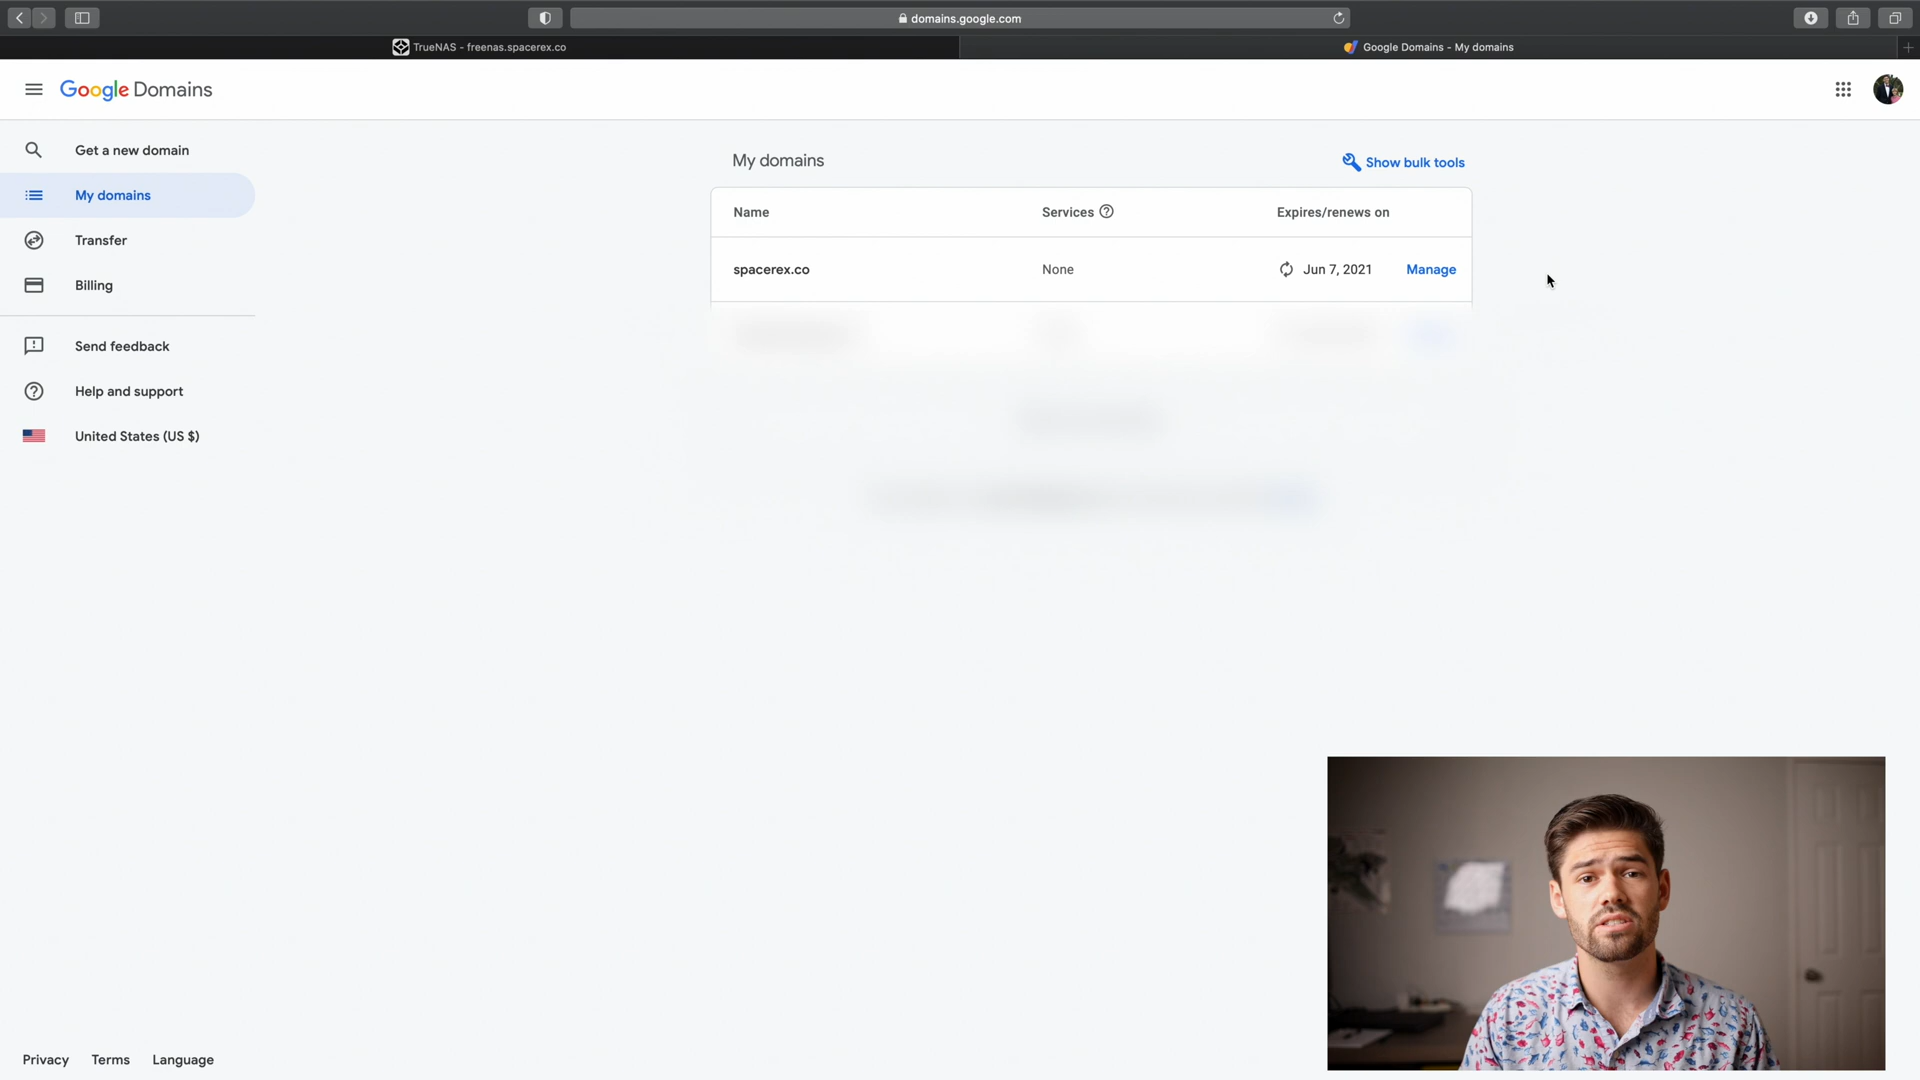 domains.google.com
TrueNAS - freenas.spacerex.co
Google Domains - My domains
Google Domains
Get a new domain
My domains
Transfer
Billing
Send feedback
Help and support
United States (US $)
My domains
Show bulk tools
Name
Services
Expires/renews on
spacerex.co
None
Jun 7, 2021
Manage
Privacy
Terms
Language